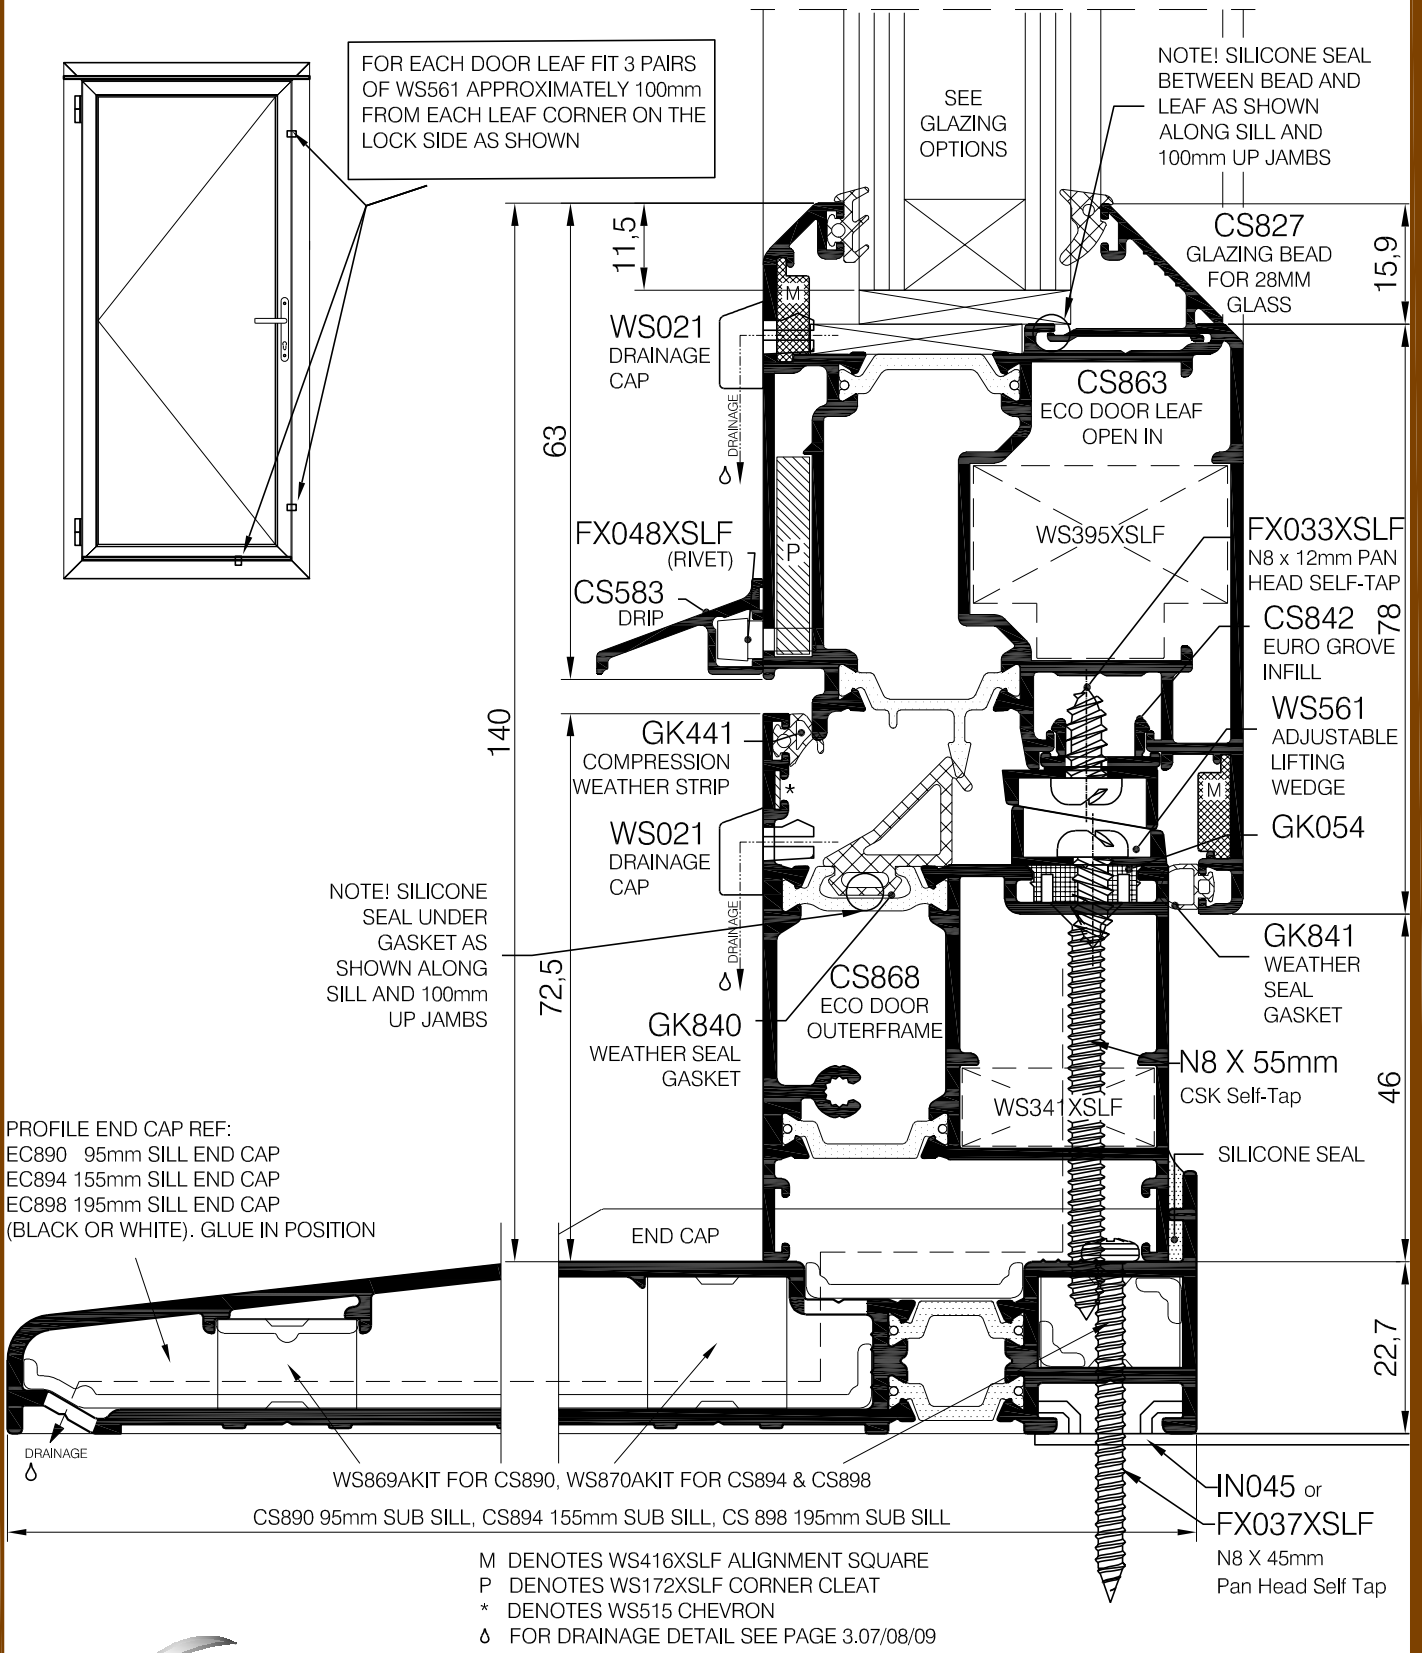 FOR EACH DOOR LEAF FIT 3 PAIRS
OF WS561 APPROXIMATELY 100mm
FROM EACH LEAF CORNER ON THE
LOCK SIDE AS SHOWN
SEE
GLAZING
OPTIONS
NOTE! SILICONE SEAL
BETWEEN BEAD AND
LEAF AS SHOWN
ALONG SILL AND
100mm UP JAMBS
11,5
CS827
GLAZING BEAD
FOR 28MM
GLASS
15,9
M
WS021
DRAINAGE
CAP
DRAINAGE
CS863
ECO DOOR LEAF
OPEN IN
63
FX048XSLF
(RIVET)
P
WS395XSLF
FX033XSLF
N8 x 12mm PAN
HEAD SELF-TAP
CS583
DRIP
CS842
EURO GROVE
INFILL
78
140
GK441
COMPRESSION
WEATHER STRIP
*
WS561
ADJUSTABLE
LIFTING
WEDGE
M
GK054
WS021
DRAINAGE
CAP
DRAINAGE
NOTE! SILICONE
SEAL UNDER
GASKET AS
SHOWN ALONG
SILL AND 100mm
UP JAMBS
72,5
CS868
ECO DOOR
OUTERFRAME
GK841
WEATHER
SEAL
GASKET
GK840
WEATHER SEAL
GASKET
N8 X 55mm
CSK Self-Tap
46
WS341XSLF
SILICONE SEAL
PROFILE END CAP REF:
EC890 95mm SILL END CAP
EC894 155mm SILL END CAP
EC898 195mm SILL END CAP
(BLACK OR WHITE). GLUE IN POSITION
END CAP
22,7
DRAINAGE
WS869AKIT FOR CS890, WS870AKIT FOR CS894 & CS898
CS890 95mm SUB SILL, CS894 155mm SUB SILL, CS 898 195mm SUB SILL
IN045 or
FX037XSLF
N8 X 45mm
Pan Head Self Tap
M DENOTES WS416XSLF ALIGNMENT SQUARE
P DENOTES WS172XSLF CORNER CLEAT
* DENOTES WS515 CHEVRON
FOR DRAINAGE DETAIL SEE PAGE 3.07/08/09